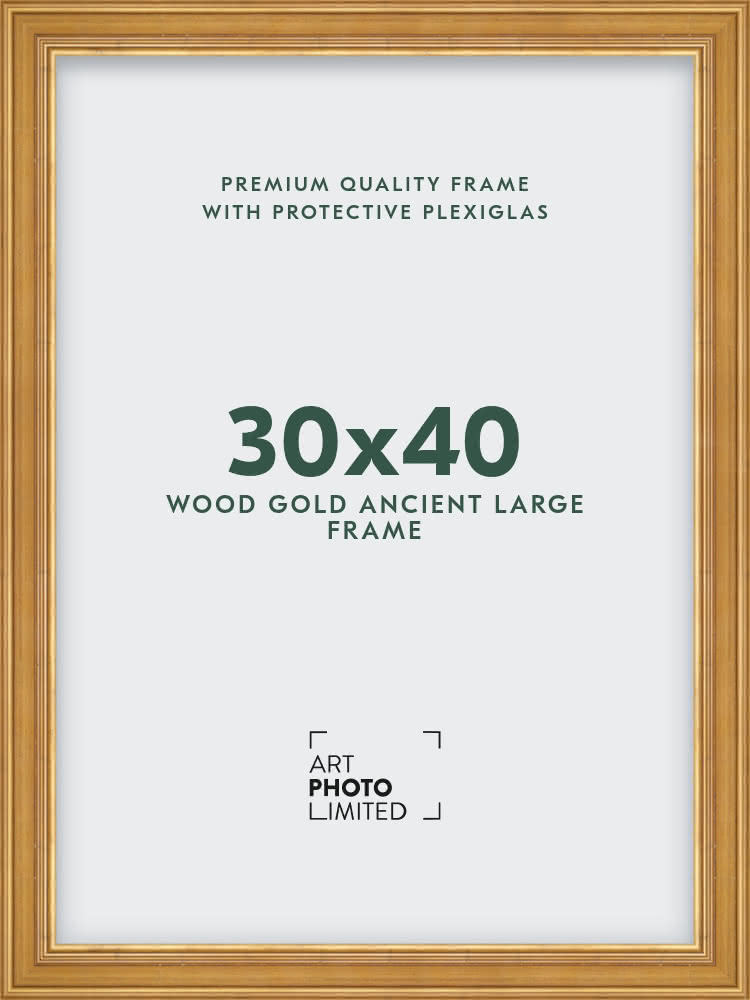 PREMIUM QUALITY FRAME
WITH PROTECTIVE PLEXIGLAS
30x40
WOOD GOLD ANCIENT LARGE
FRAME
ART
PHOTO
LIMITED